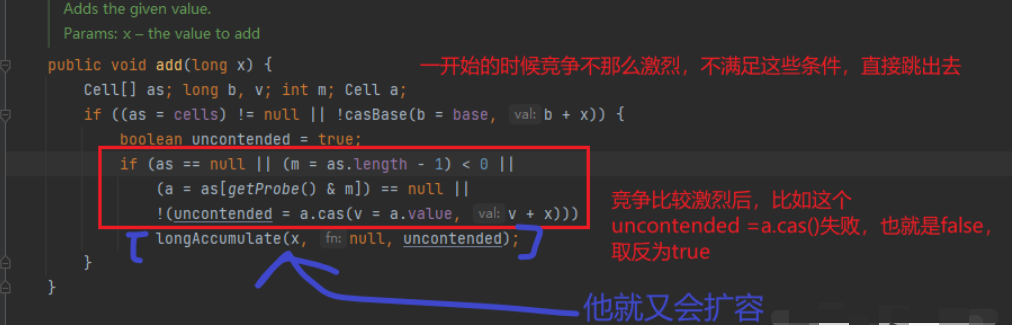 Adds the given value.
Params: x – the value to add
public void add(long x) {
一开始的时候竞争不那么激烈，不满足这些条件，直接跳出去
Cell[] as; long b, v; int m; Cell a;
if ((as = cells) != null || !casBase(b = base, val: b + x)) {
boolean uncontended = true;
if (as == null || (m = as.length - 1) < 0 ||
(a = as[getProbe() & m]) == null ||
!(uncontended = a.cas(v = a.value, val: v + x)))
竞争比较激烈后，比如这个
uncontended =a.cas()失败，也就是false，
取反为true
longAccumulate(x, fn: null, uncontended);
}
}
他就又会扩容